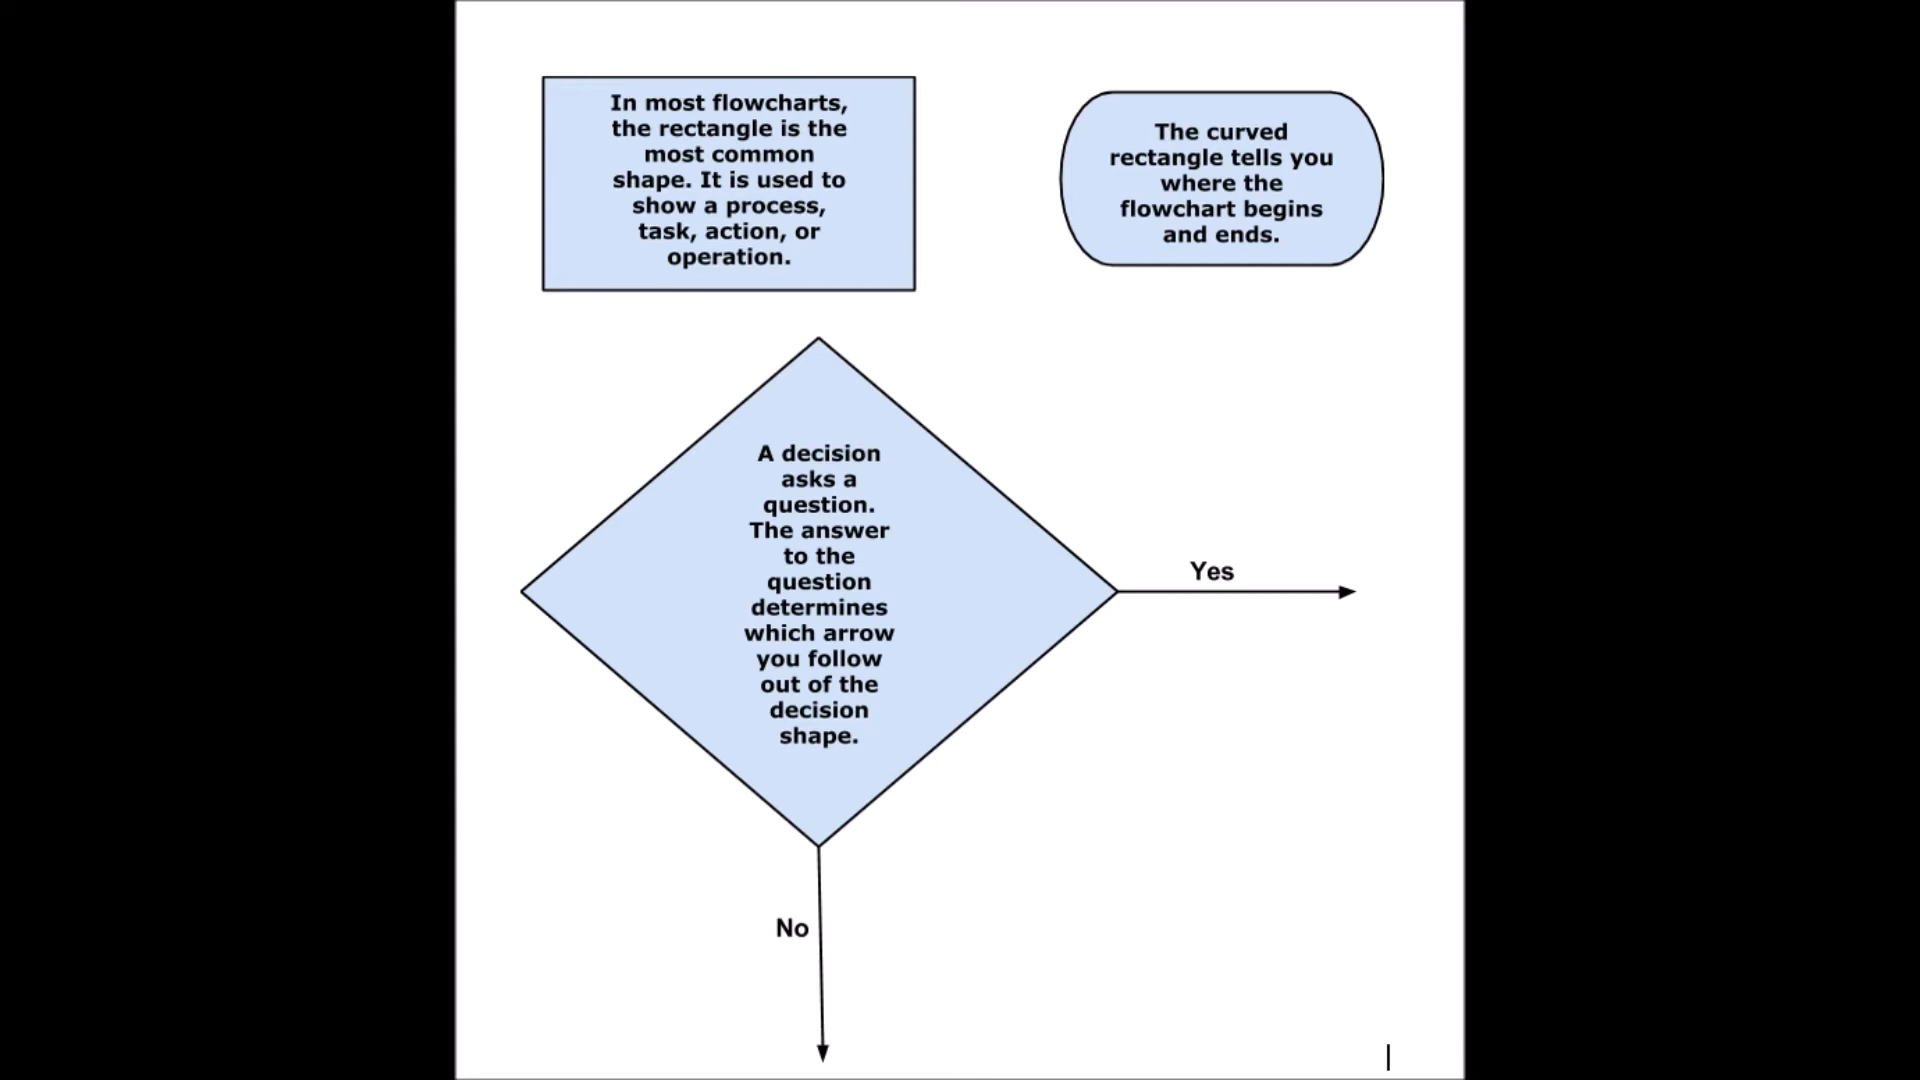 In most flowcharts,
the rectangle is the
most common
shape. It is used to
show a process,
task, action, or
operation.
The curved
rectangle tells you
where the
flowchart begins
and ends.
A decision
asks a
question.
The answer
to the
question
determines
which arrow
you follow
out of the
decision
shape.
Yes
No